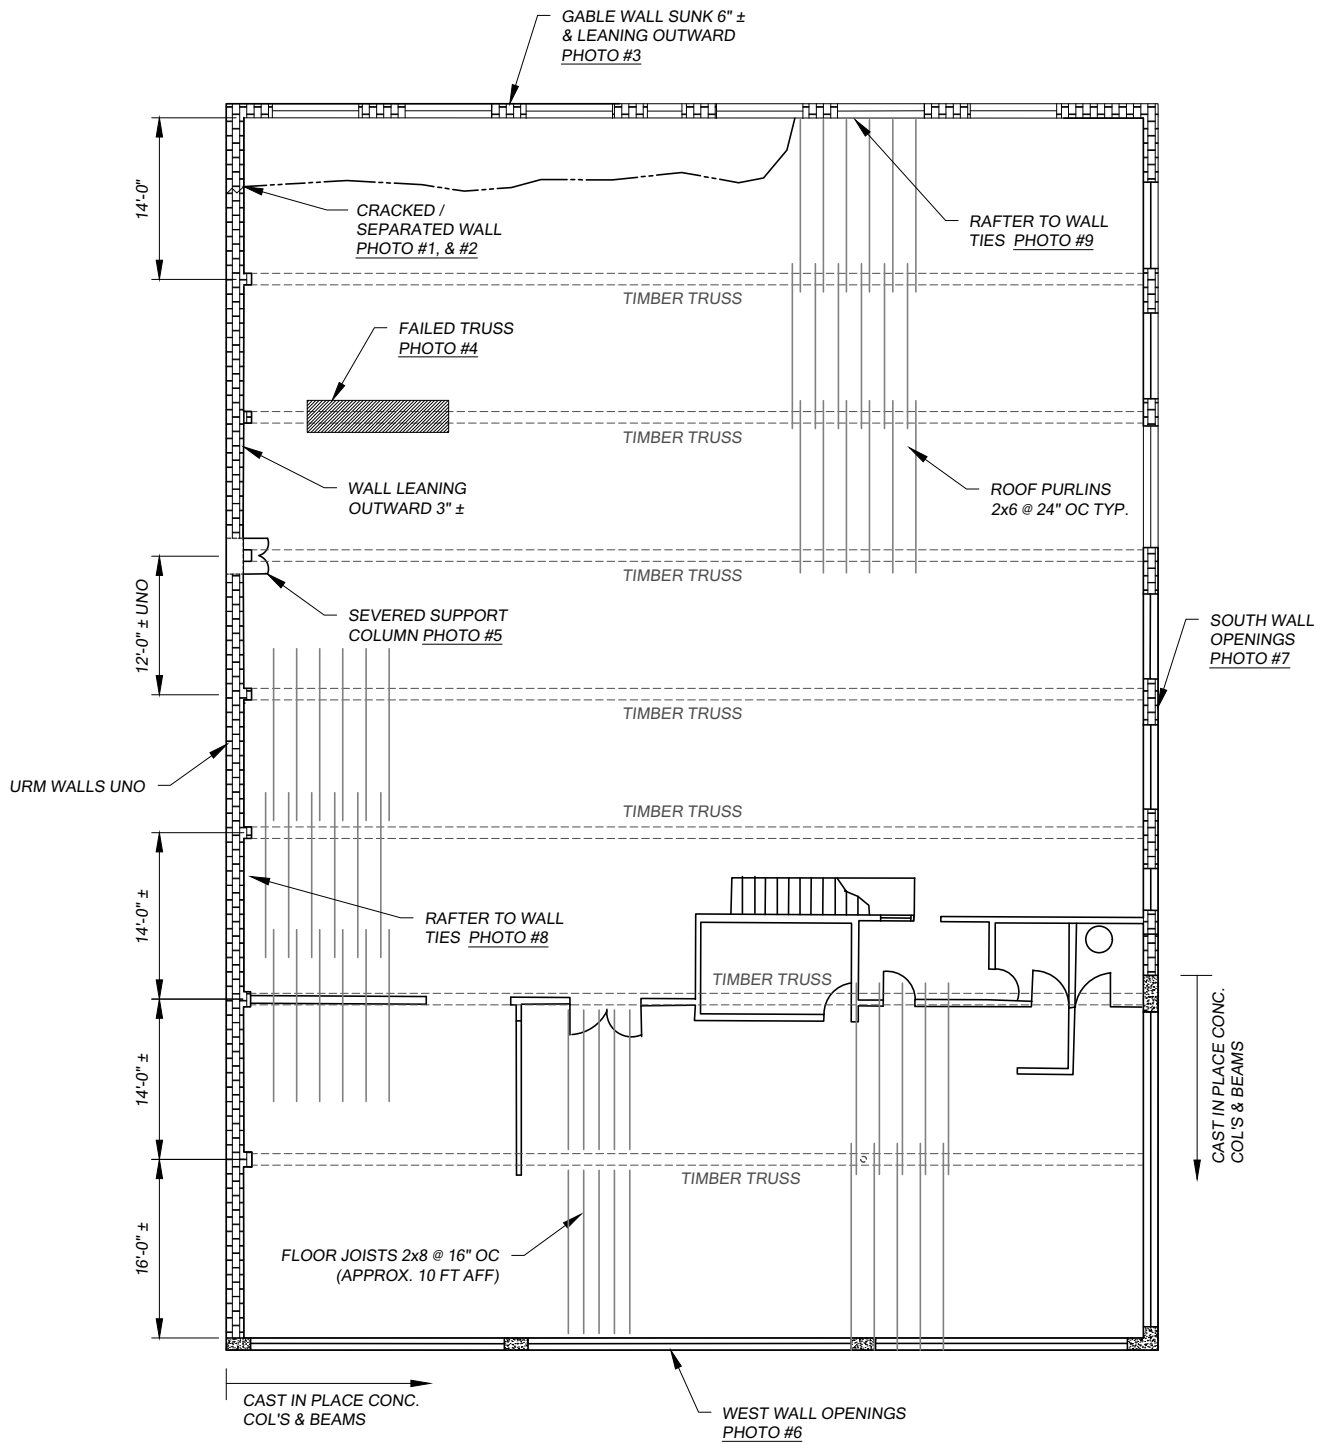 GABLE WALL SUNK 6" ±
& LEANING OUTWARD
PHOTO #3
14'-0"
CRACKED /
SEPARATED WALL
PHOTO #1, & #2
RAFTER TO WALL
TIES PHOTO #9
TIMBER TRUSS
FAILED TRUSS
PHOTO #4
TIMBER TRUSS
WALL LEANING
OUTWARD 3" ±
ROOF PURLINS
2x6 @ 24" OC TYP.
TIMBER TRUSS
12'-0" ± UNO
SEVERED SUPPORT
COLUMN PHOTO #5
SOUTH WALL
OPENINGS
PHOTO #7
TIMBER TRUSS
URM WALLS UNO
TIMBER TRUSS
14'-0" ±
RAFTER TO WALL
TIES PHOTO #8
TIMBER TRUSS
14'-0" ±
CAST IN PLACE CONC.
COL'S & BEAMS
TIMBER TRUSS
16'-0" ±
FLOOR JOISTS 2x8 @ 16" OC
(APPROX. 10 FT AFF)
CAST IN PLACE CONC.
COL'S & BEAMS
WEST WALL OPENINGS
PHOTO #6